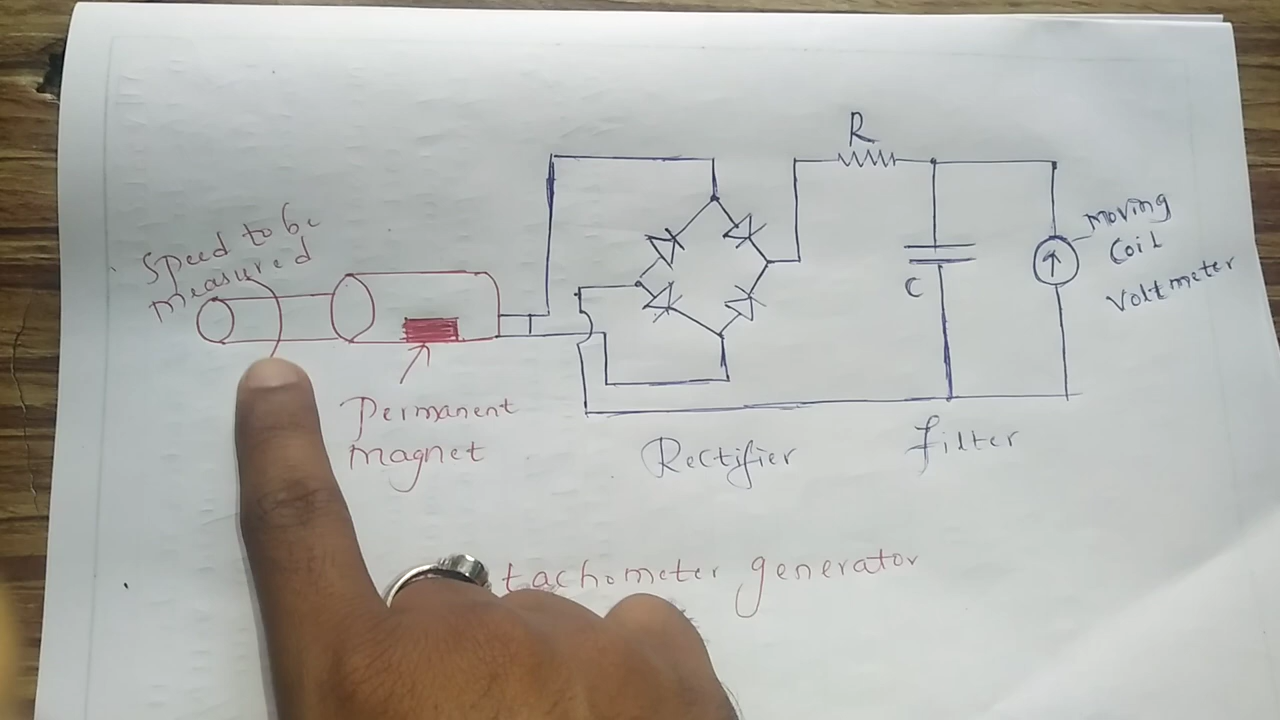 Speed to be
measured
R
moving
coil
voltmeter
C
Permanent
magnet
Rectifier
filter
tachometer generator